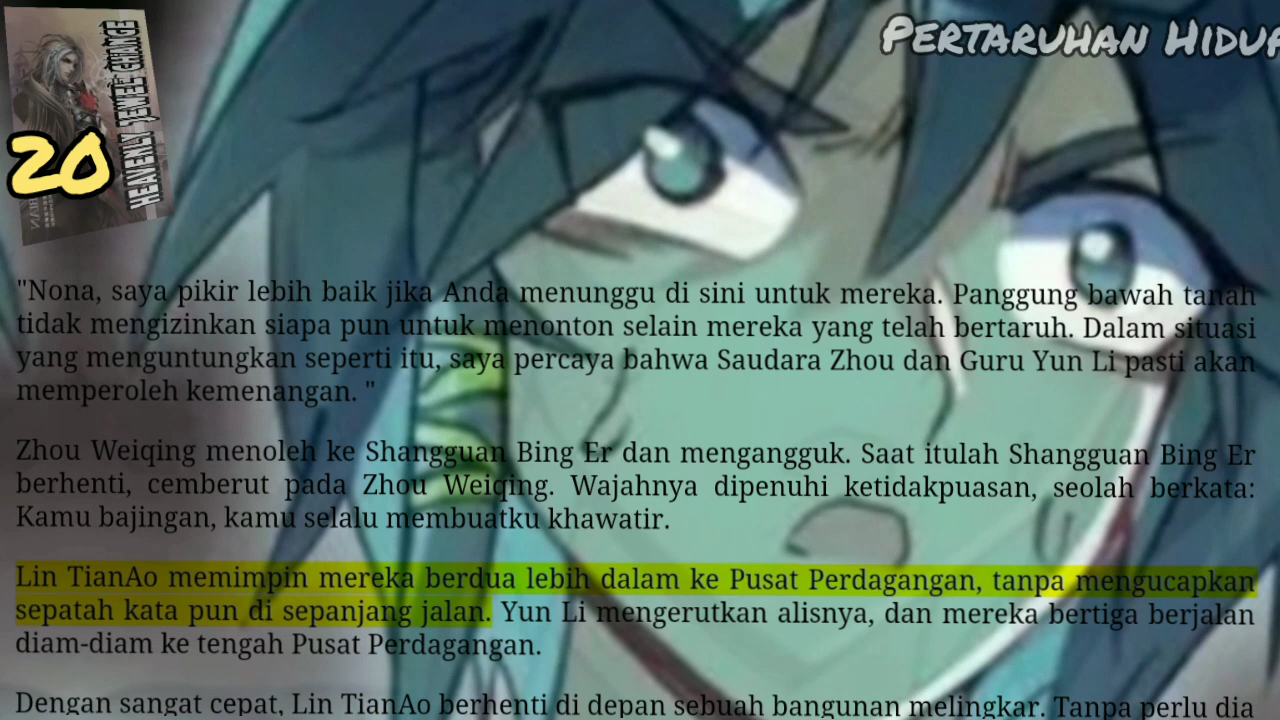 HEAVENLY JEWEL CHANGE
20
PERTARUHAN HIDUP
"Nona, saya pikir lebih baik jika Anda menunggu di sini untuk mereka. Panggung bawah tanah
tidak mengizinkan siapa pun untuk menonton selain mereka yang telah bertaruh. Dalam situasi
yang menguntungkan seperti itu, saya percaya bahwa Saudara Zhou dan Guru Yun Li pasti akan
memperoleh kemenangan. "
Zhou Weiqing menoleh ke Shangguan Bing Er dan mengangguk. Saat itulah Shangguan Bing Er
berhenti, cemberut pada Zhou Weiqing. Wajahnya dipenuhi ketidakpuasan, seolah berkata:
Kamu bajingan, kamu selalu membuatku khawatir.
Lin TianAo memimpin mereka berdua lebih dalam ke Pusat Perdagangan, tanpa mengucapkan
sepatah kata pun di sepanjang jalan. Yun Li mengerutkan alisnya, dan mereka bertiga berjalan
diam-diam ke tengah Pusat Perdagangan.
Dengan sangat cepat, Lin TianAo berhenti di depan sebuah bangunan melingkar. Tanpa perlu dia